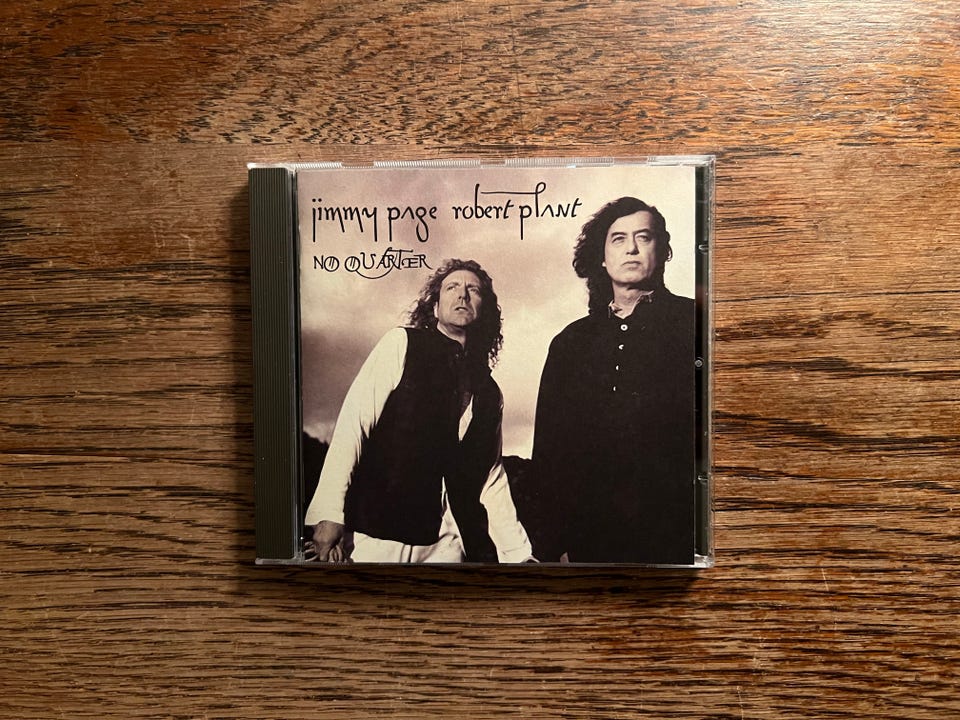 jimmy page robert plant
NO QUARTER